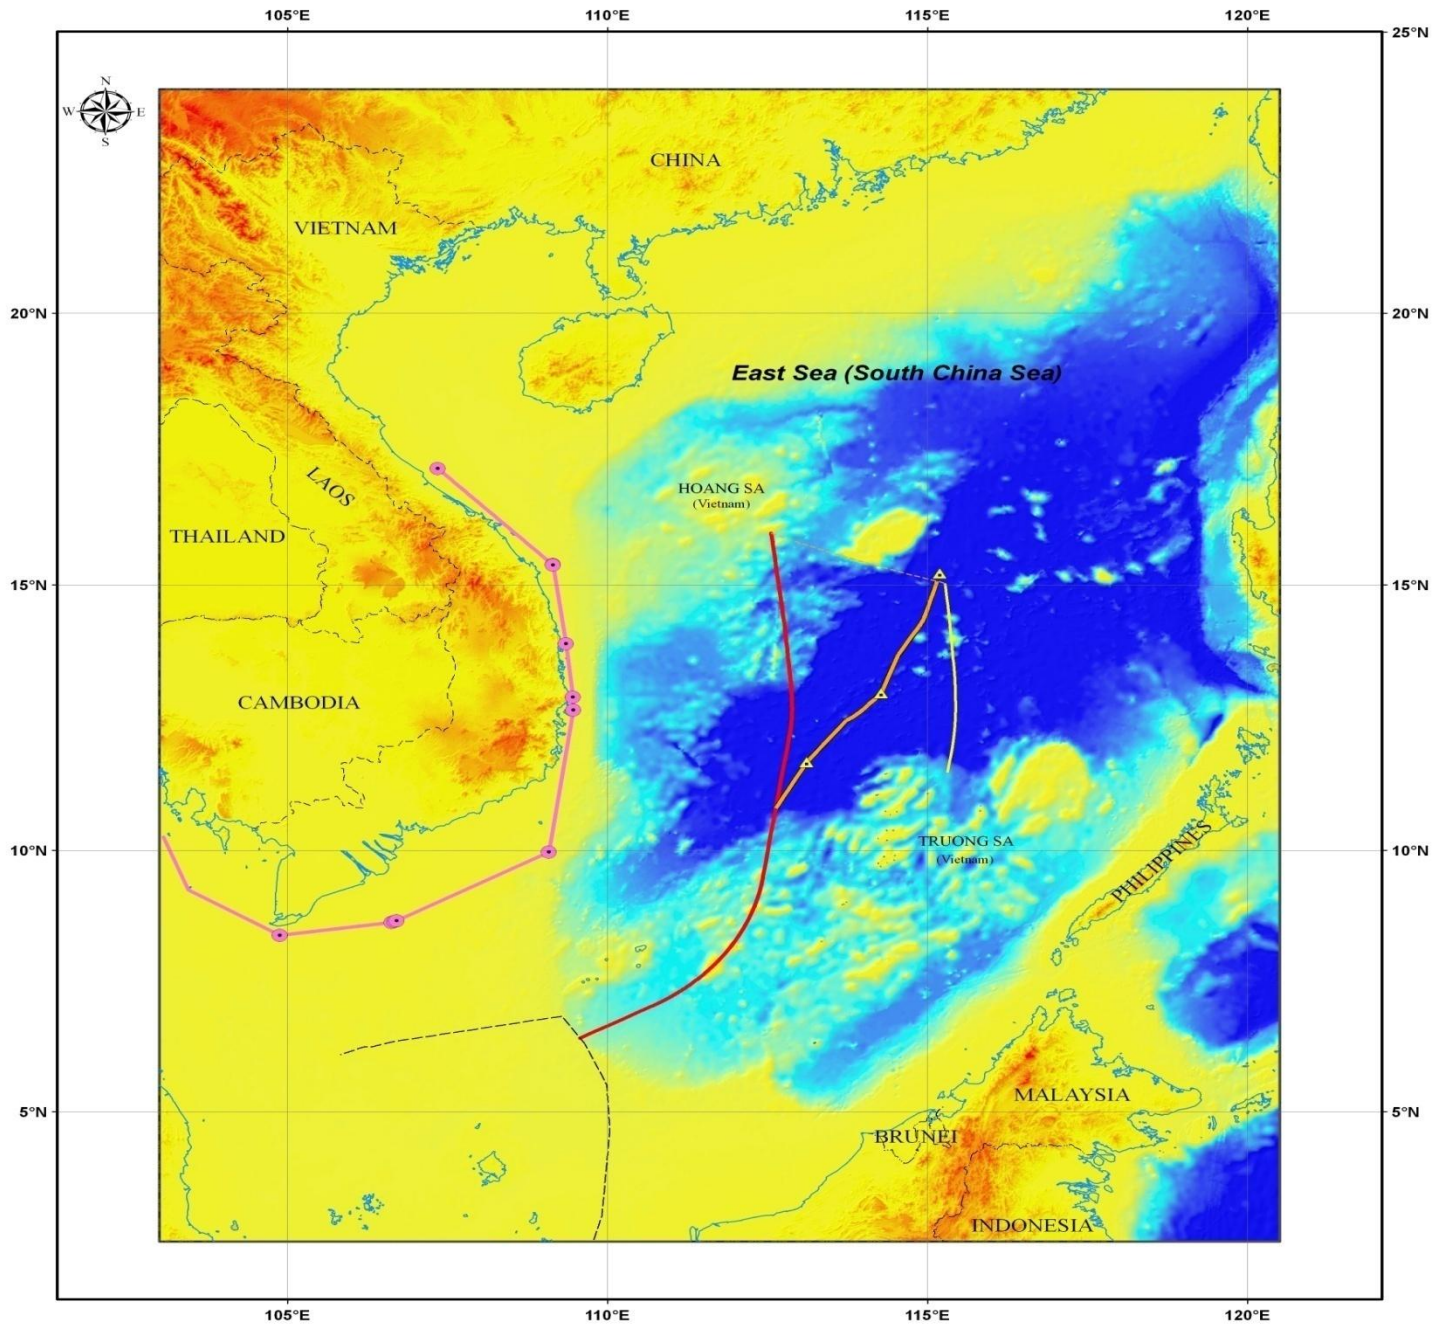 105°E 110°E 115°E 120°E
25°N
N
W E
S
CHINA
VIETNAM
20°N 20°N
East Sea (South China Sea)
LAOS
HOANG SA
(Vietnam)
THAILAND
15°N 15°N
CAMBODIA
TRUONG SA
(Vietnam)
10°N 10°N
PHILIPPINES
MALAYSIA
5°N 5°N
BRUNEI
INDONESIA
105°E 110°E 115°E 120°E